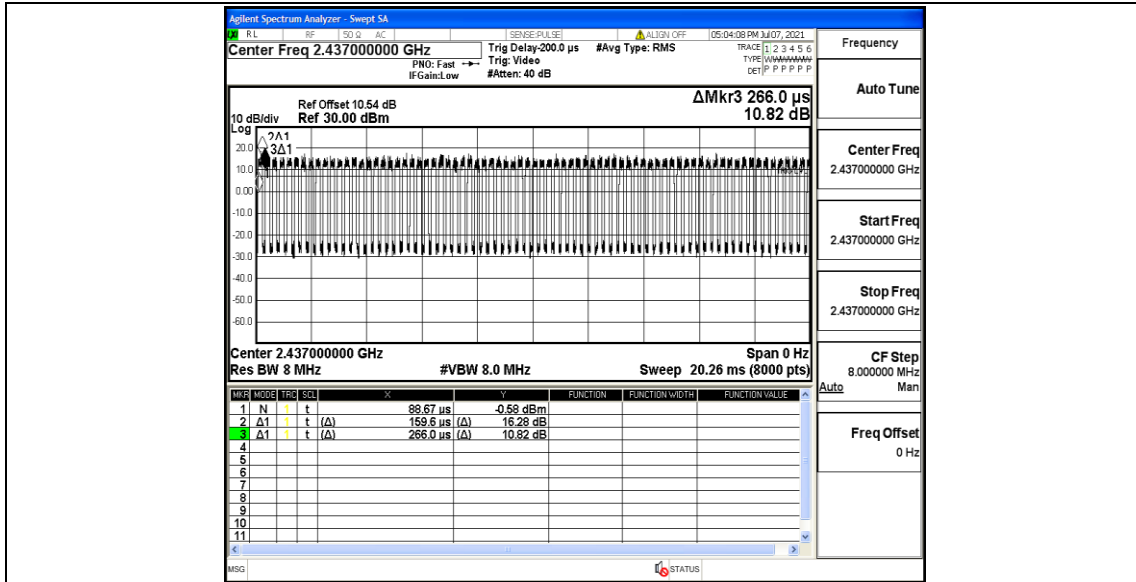 Agilent Spectrum Analyzer - Swept SA
LXI RL RF 50 Ω AC SENSE:PULSE ALIGN OFF 05:04:08 PM Jul 07, 2021
Center Freq 2.437000000 GHz
PNO: Fast
IFGain:Low
Trig Delay-200.0 µs
Trig: Video
#Atten: 40 dB
#Avg Type: RMS
TRACE 1 2 3 4 5 6
TYPE
DET P P P P P P
ΔMkr3 266.0 µs
10.82 dB
Ref Offset 10.54 dB
Ref 30.00 dBm
10 dB/div
Log
2Δ1
3Δ1
20.0
10.0
0.00
-10.0
-20.0
-30.0
-40.0
-50.0
-60.0
Center 2.437000000 GHz Span 0 Hz
Res BW 8 MHz #VBW 8.0 MHz Sweep 20.26 ms (8000 pts)
MKR MODE TRC SCL X Y FUNCTION FUNCTION WIDTH FUNCTION VALUE
1 N 1 t 88.67 µs -0.58 dBm
2 Δ1 1 t (Δ) 159.6 µs (Δ) 16.28 dB
3 Δ1 1 t (Δ) 266.0 µs (Δ) 10.82 dB
4
5
6
7
8
9
10
11
MSG STATUS
Frequency
Auto Tune
Center Freq
2.437000000 GHz
Start Freq
2.437000000 GHz
Stop Freq
2.437000000 GHz
CF Step
8.000000 MHz
Auto Man
Freq Offset
0 Hz